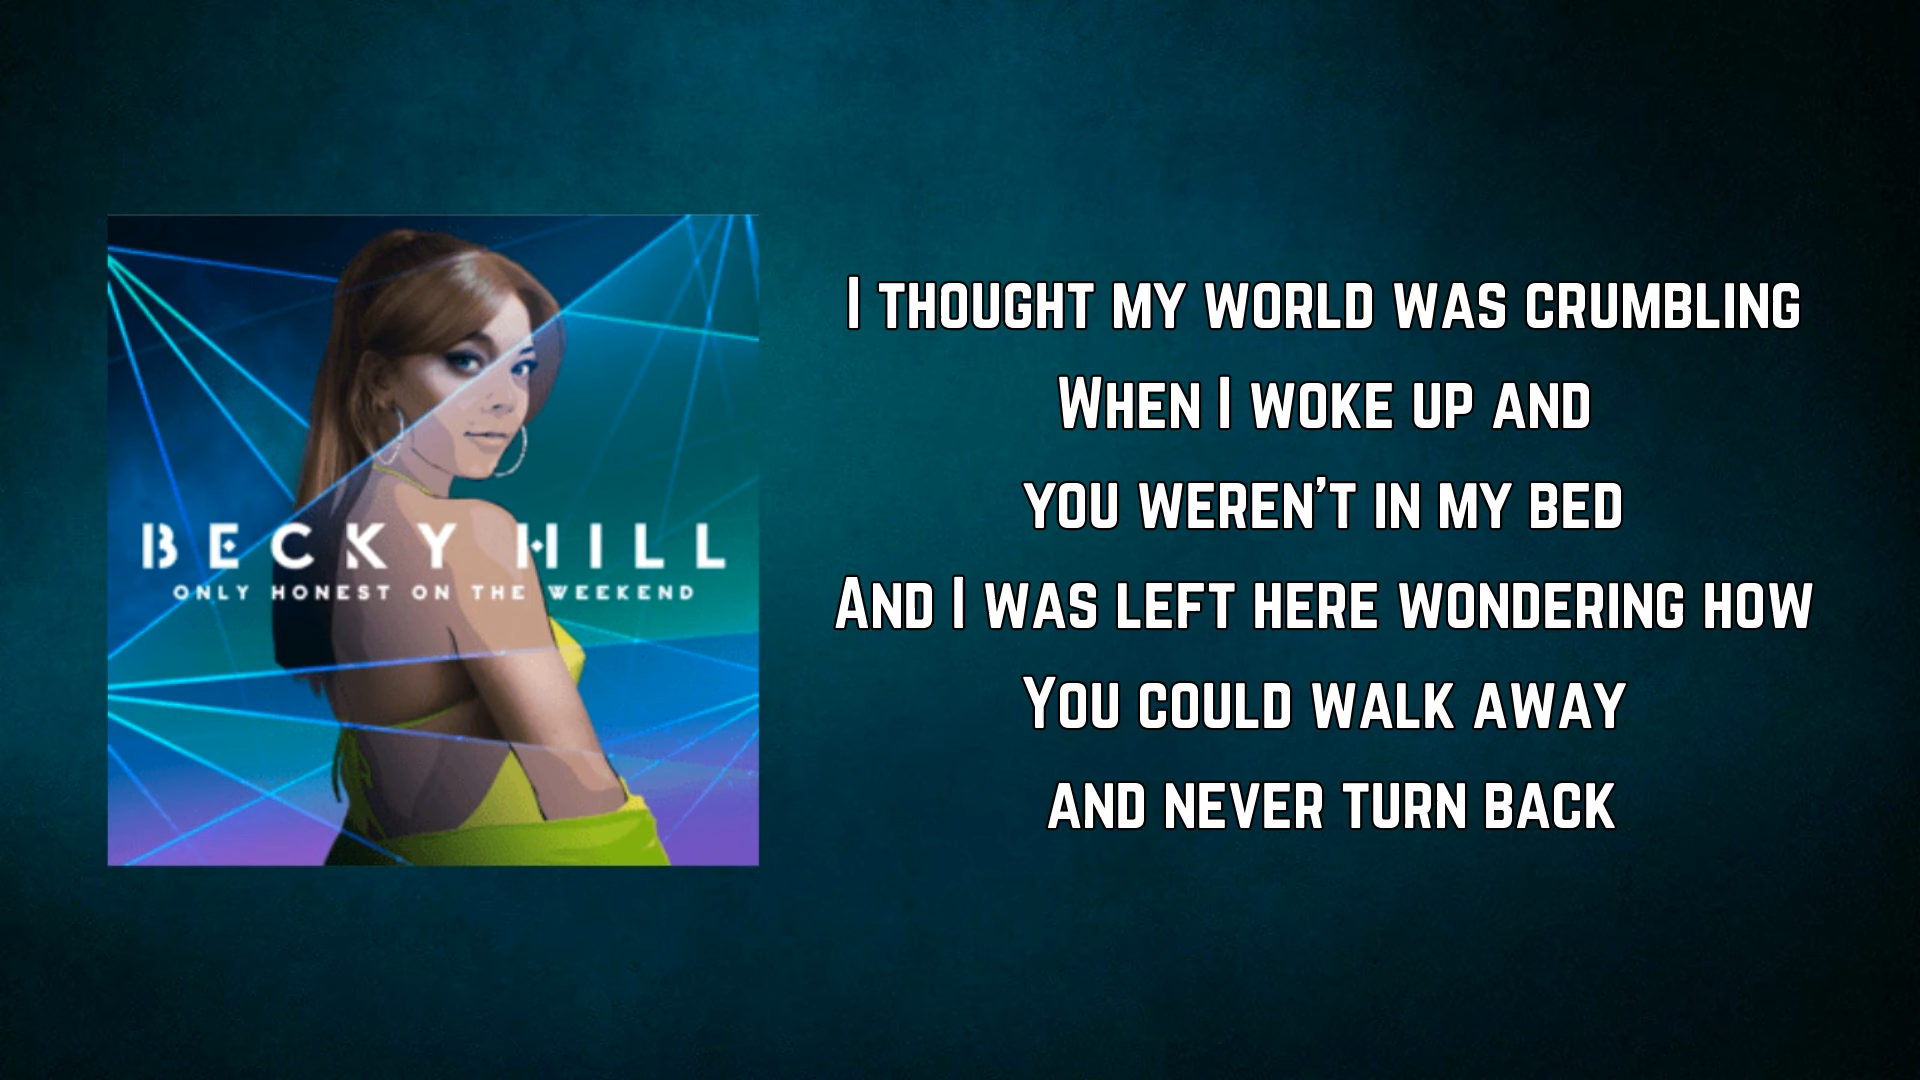 BECKY HILL
ONLY HONEST ON THE WEEKEND
I THOUGHT MY WORLD WAS CRUMBLING
WHEN I WOKE UP AND
YOU WEREN'T IN MY BED
AND I WAS LEFT HERE WONDERING HOW
YOU COULD WALK AWAY
AND NEVER TURN BACK